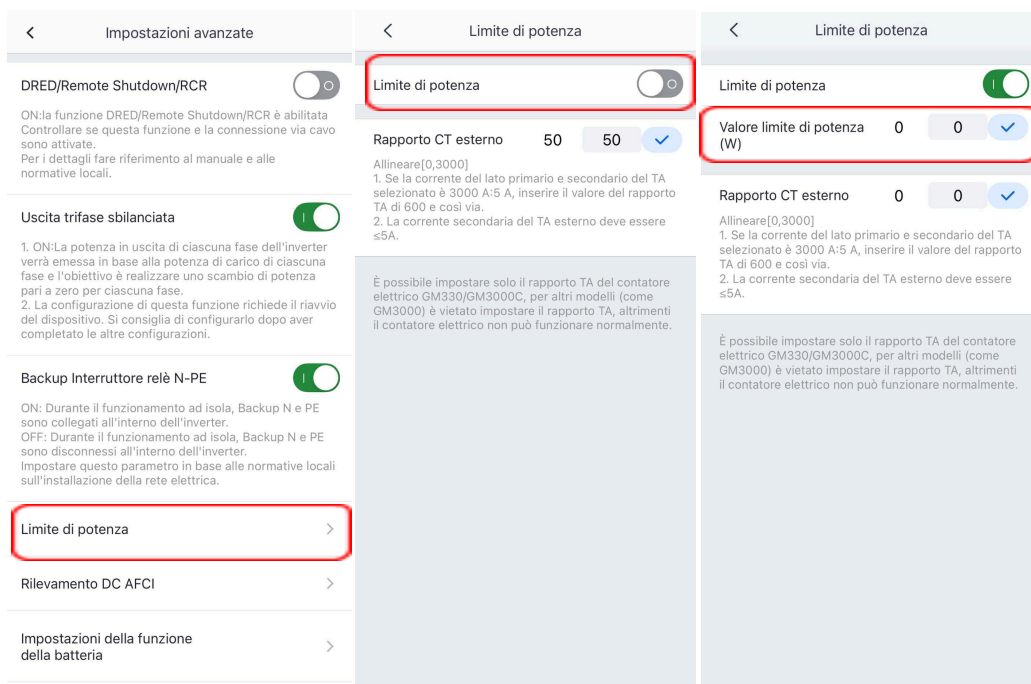 Impostazioni avanzate
DRED/Remote Shutdown/RCR
ON:la funzione DRED/Remote Shutdown/RCR è abilitata
Controllare se questa funzione e la connessione via cavo
sono attivate.
Per i dettagli fare riferimento al manuale e alle
normative locali.
Uscita trifase sbilanciata
1. ON:La potenza in uscita di ciascuna fase dell'inverter
verrà emessa in base alla potenza di carico di ciascuna
fase e l'obiettivo è realizzare uno scambio di potenza
pari a zero per ciascuna fase.
2. La configurazione di questa funzione richiede il riavvio
del dispositivo. Si consiglia di configurarlo dopo aver
completato le altre configurazioni.
Backup Interruttore relè N-PE
ON: Durante il funzionamento ad isola, Backup N e PE
sono collegati all'interno dell'inverter.
OFF: Durante il funzionamento ad isola, Backup N e PE
sono disconnessi all'interno dell'inverter.
Impostare questo parametro in base alle normative locali
sull'installazione della rete elettrica.
Limite di potenza
Rilevamento DC AFCI
Impostazioni della funzione
della batteria
Limite di potenza
Limite di potenza
Rapporto CT esterno 50 50
Allineare[0,3000]
1. Se la corrente del lato primario e secondario del TA
selezionato è 3000 A:5 A, inserire il valore del rapporto
TA di 600 e così via.
2. La corrente secondaria del TA esterno deve essere
≤5A.
È possibile impostare solo il rapporto TA del contatore
elettrico GM330/GM3000C, per altri modelli (come
GM3000) è vietato impostare il rapporto TA, altrimenti
il contatore elettrico non può funzionare normalmente.
Limite di potenza
Limite di potenza
Valore limite di potenza 0 0
(W)
Rapporto CT esterno 0 0
Allineare[0,3000]
1. Se la corrente del lato primario e secondario del TA
selezionato è 3000 A:5 A, inserire il valore del rapporto
TA di 600 e così via.
2. La corrente secondaria del TA esterno deve essere
≤5A.
È possibile impostare solo il rapporto TA del contatore
elettrico GM330/GM3000C, per altri modelli (come
GM3000) è vietato impostare il rapporto TA, altrimenti
il contatore elettrico non può funzionare normalmente.